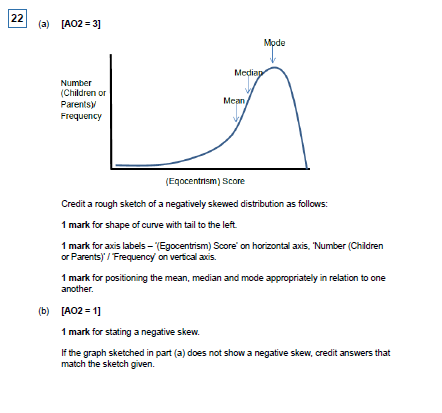 22
(a) [AO2 = 3]
Mode
Median
Mean
Number
(Children or
Parents)/
Frequency
(Egocentrism) Score
Credit a rough sketch of a negatively skewed distribution as follows:
1 mark for shape of curve with tail to the left.
1 mark for axis labels – '(Egocentrism) Score' on horizontal axis, 'Number (Children
or Parents)' / 'Frequency' on vertical axis.
1 mark for positioning the mean, median and mode appropriately in relation to one
another.
(b) [AO2 = 1]
1 mark for stating a negative skew.
If the graph sketched in part (a) does not show a negative skew, credit answers that
match the sketch given.